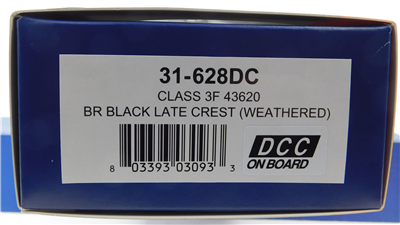 31-628DC
CLASS 3F 43620
BR BLACK LATE CREST (WEATHERED)
8 03393 03093 3
DCC
ON BOARD